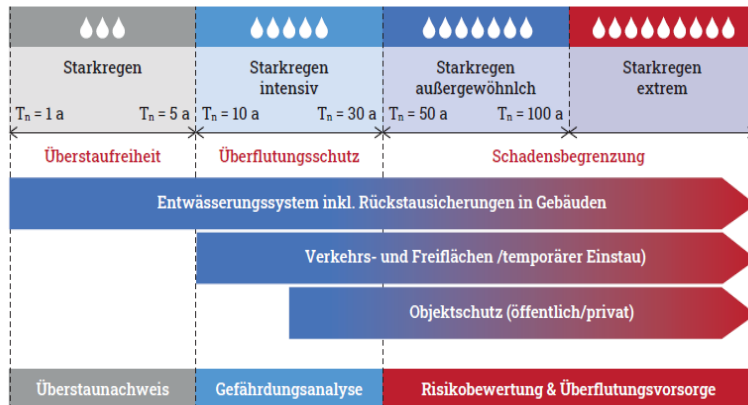 Starkregen
Starkregen
intensiv
Starkregen
außergewöhnlch
Starkregen
extrem
Tn = 1 a
Tn = 5 a
Tn = 10 a
Tn = 30 a
Tn = 50 a
Tn = 100 a
Überstaufreiheit
Überflutungsschutz
Schadensbegrenzung
Entwässerungssystem inkl. Rückstausicherungen in Gebäuden
Verkehrs- und Freiflächen /temporärer Einstau)
Objektschutz (öffentlich/privat)
Überstaunachweis
Gefährdungsanalyse
Risikobewertung & Überflutungsvorsorge